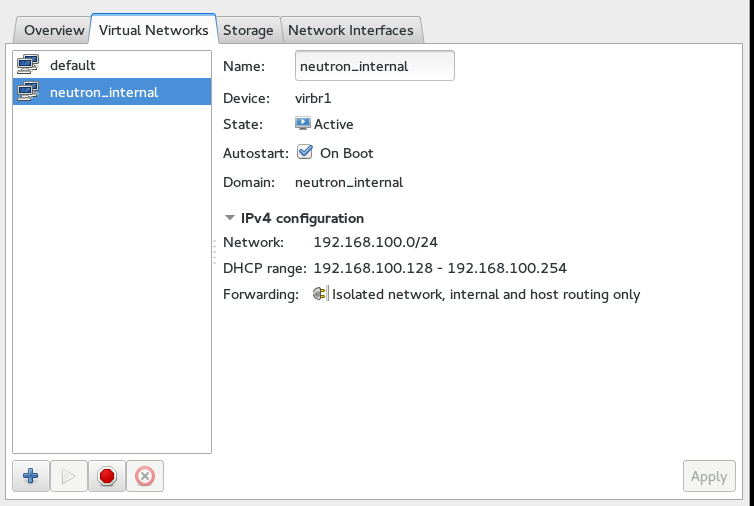 Overview Virtual Networks Storage Network Interfaces
default
neutron_internal
Name: neutron_internal
Device: virbr1
State: Active
Autostart: On Boot
Domain: neutron_internal
IPv4 configuration
Network: 192.168.100.0/24
DHCP range: 192.168.100.128 - 192.168.100.254
Forwarding: Isolated network, internal and host routing only
Apply